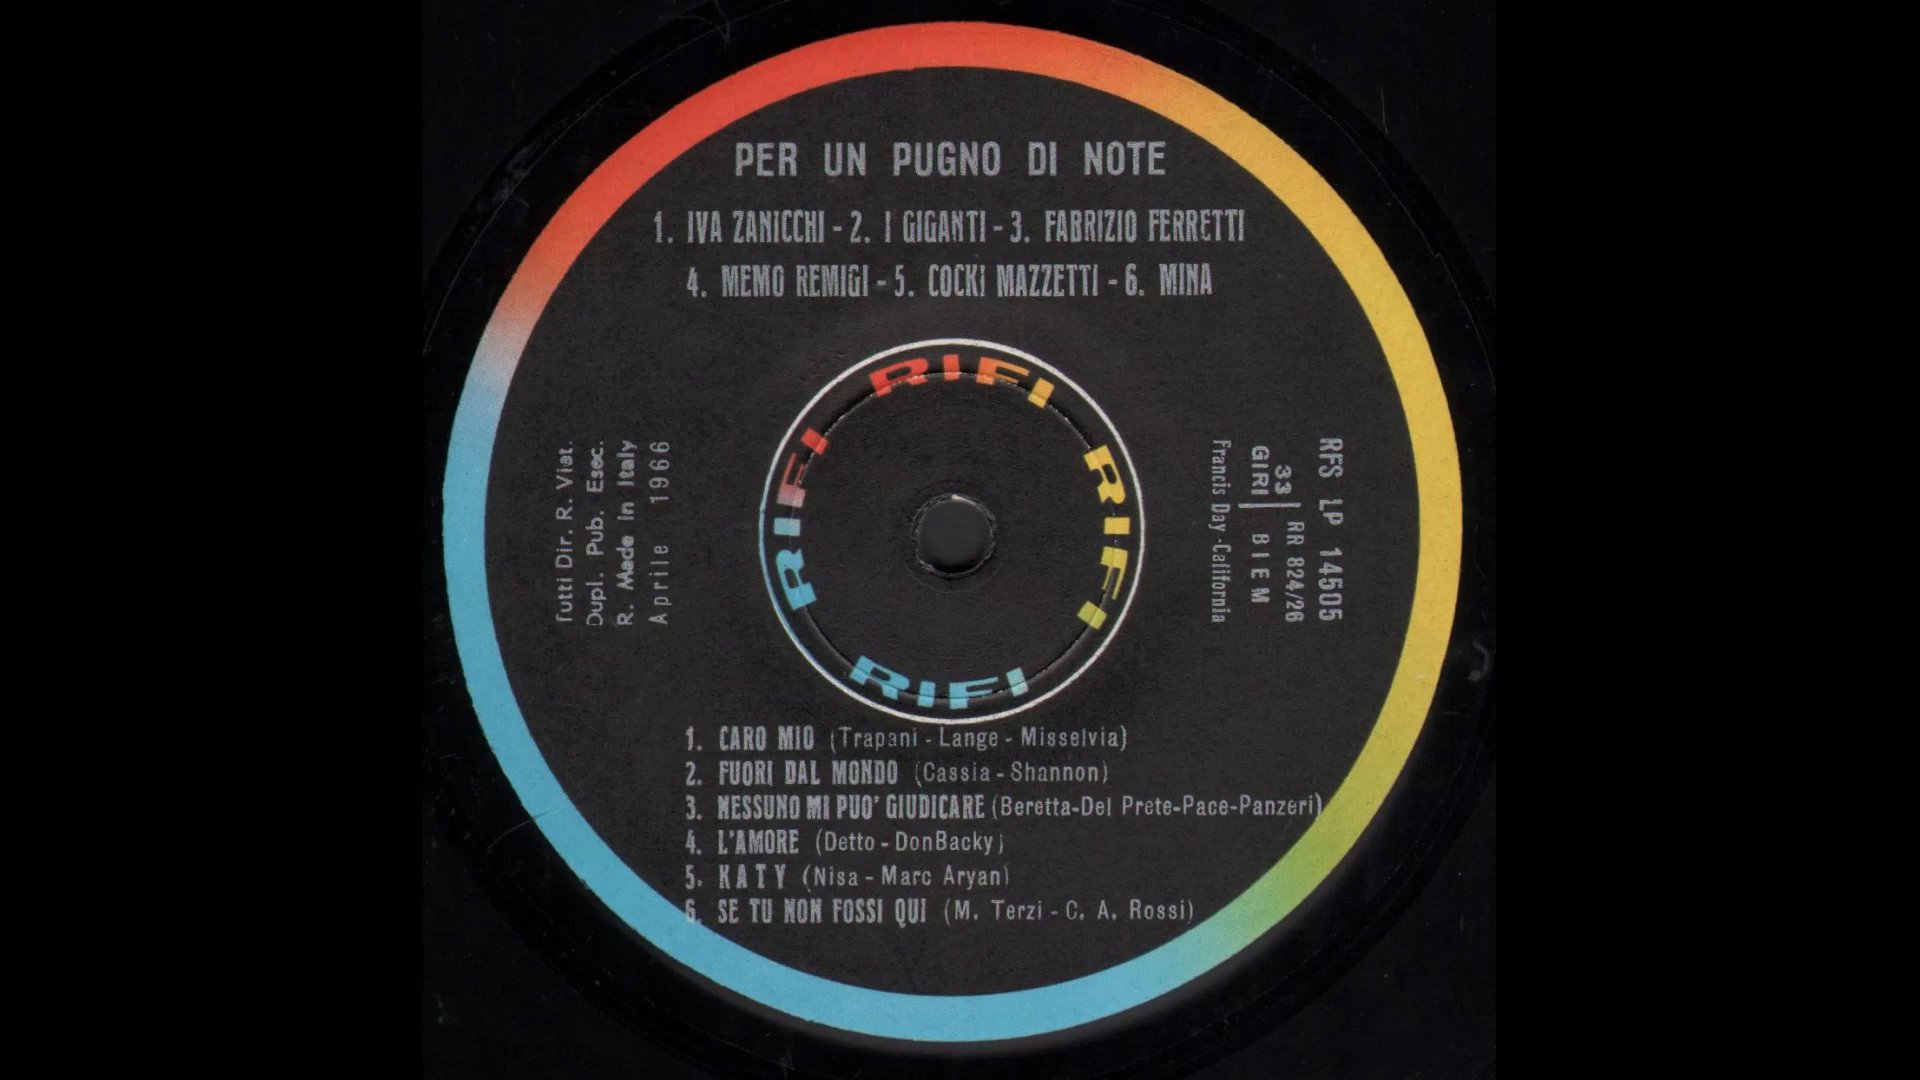 PER UN PUGNO DI NOTE
1. IVA ZANICCHI - 2. I GIGANTI - 3. FABRIZIO FERRETTI
4. MEMO REMIGI - 5. COCKI MAZZETTI - 6. MINA
RIFI
RIFI
RIFI
RIFI
Tutti Dir. R. Vist.
Dupl. Pub. Esec.
R. Made in Italy
Aprile 1966
RFS LP 14505
RR 824/26
33
GIRI BIEM
Francis Day-California
1. CARO MIO (Trapani - Lange - Misselvia)
2. FUORI DAL MONDO (Cassia - Shannon)
3. NESSUNO MI PUO' GIUDICARE (Beretta-Del Prete-Pace-Panzeri)
4. L'AMORE (Detto - DonBacky)
5. KATY (Nisa - Marc Aryan)
6. SE TU NON FOSSI QUI (M. Terzi - C. A. Rossi)